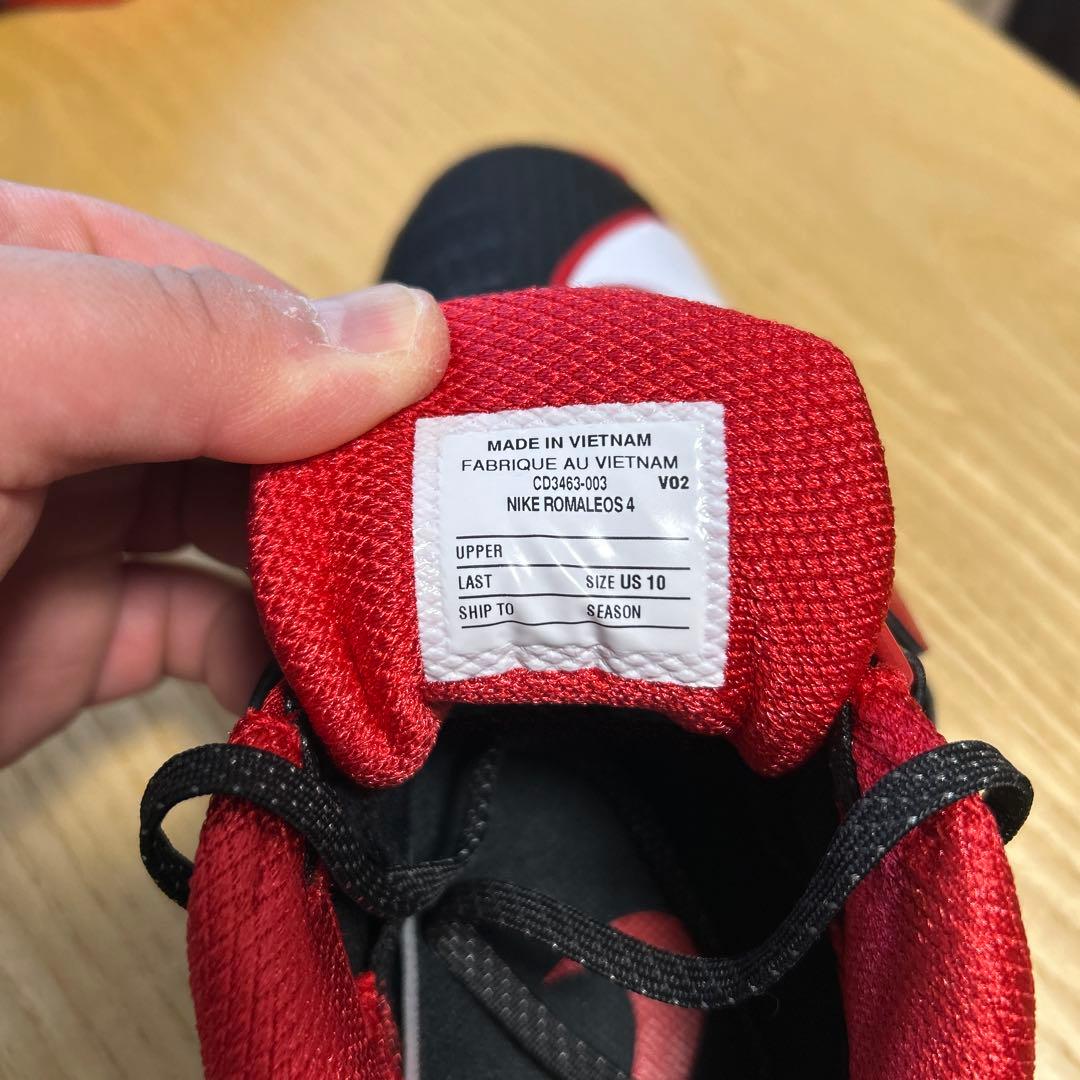 MADE IN VIETNAM
FABRIQUE AU VIETNAM
CD3463-003 V02
NIKE ROMALEOS 4
UPPER
LAST SIZE US 10
SHIP TO SEASON